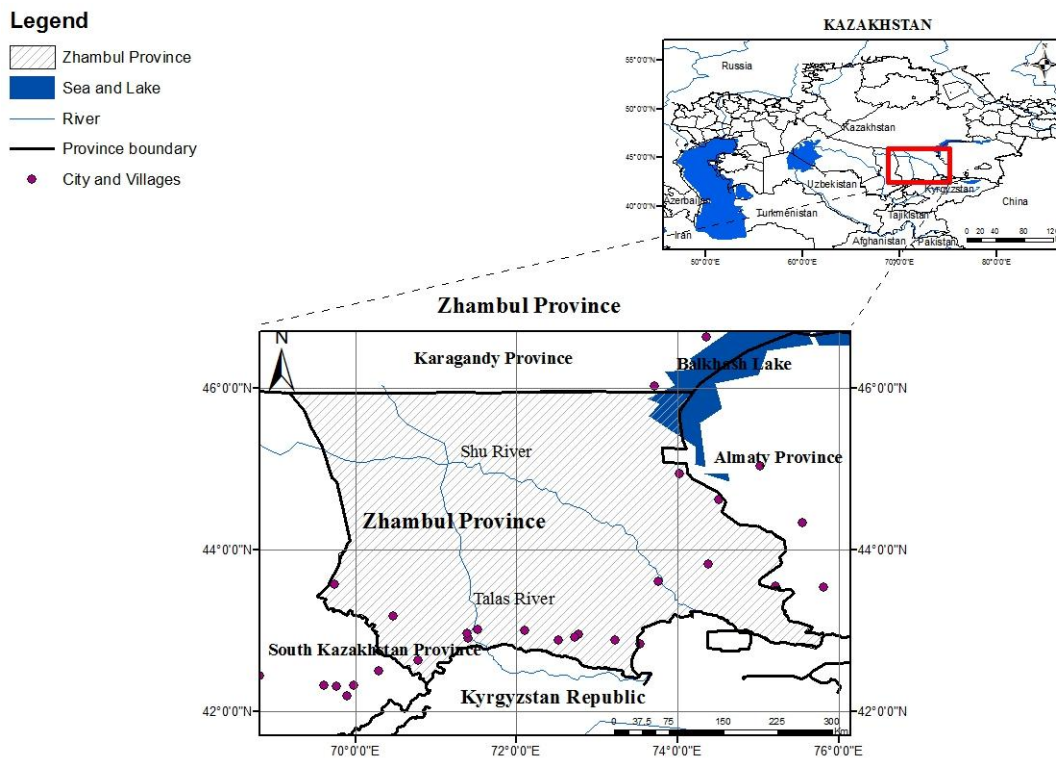 Legend
Zhambul Province
Sea and Lake
River
Province boundary
City and Villages
KAZAKHSTAN
N
S
55°0'0"N
50°0'0"N
45°0'0"N
40°0'0"N
Russia
Kazakhstan
Uzbekistan
Kyrgyzstan
Azerbaijan
Turkmenistan
China
Tajikistan
Iran
Afghanistan
Pakistan
0 20 40 80 120
50°0'0"E 60°0'0"E 70°0'0"E 80°0'0"E
Zhambul Province
N
Karagandy Province
Balkhash Lake
46°0'0"N
46°0'0"N
Shu River
Almaty Province
Zhambul Province
44°0'0"N
44°0'0"N
Talas River
South Kazakhstan Province
Kyrgyzstan Republic
42°0'0"N
42°0'0"N
0 37.5 75 150 225 300
Km
70°0'0"E 72°0'0"E 74°0'0"E 76°0'0"E